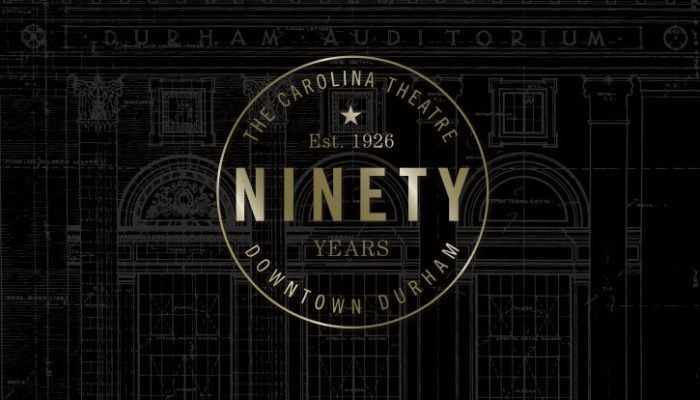 DURHAM AUDITORIUM
THE CAROLINA THEATRE
Est. 1926
NINETY
YEARS
DOWNTOWN DURHAM